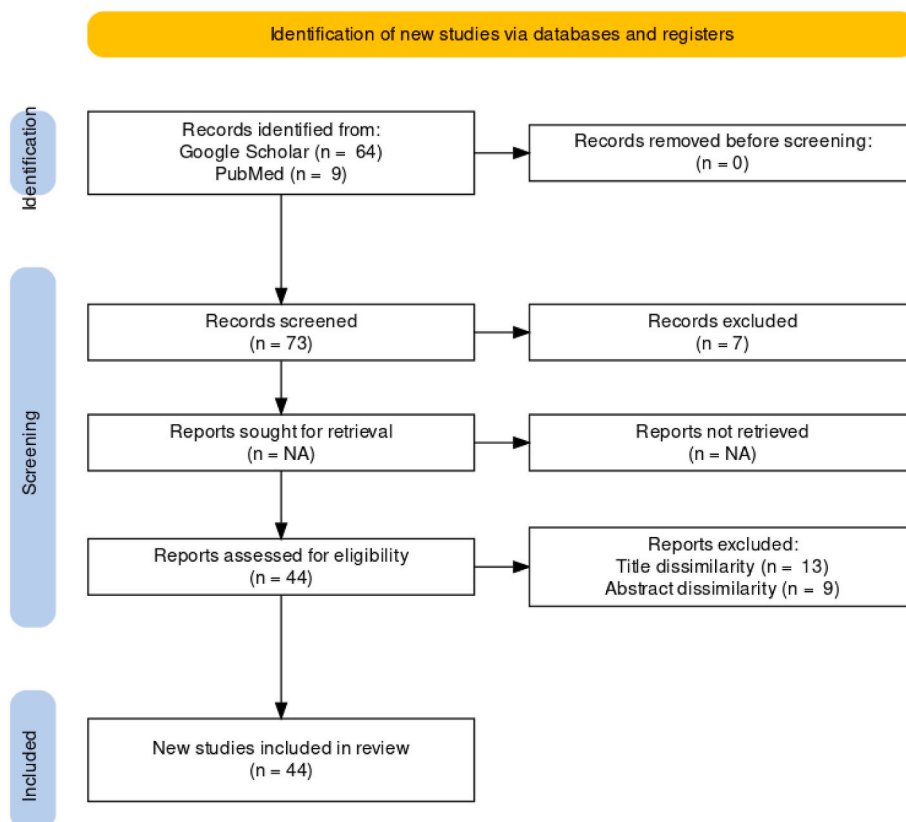 Identification of new studies via databases and registers
Identification
Records identified from:
Google Scholar (n = 64)
PubMed (n = 9)
Records removed before screening:
(n = 0)
Screening
Records screened
(n = 73)
Records excluded
(n = 7)
Reports sought for retrieval
(n = NA)
Reports not retrieved
(n = NA)
Reports assessed for eligibility
(n = 44)
Reports excluded:
Title dissimilarity (n = 13)
Abstract dissimilarity (n = 9)
Included
New studies included in review
(n = 44)